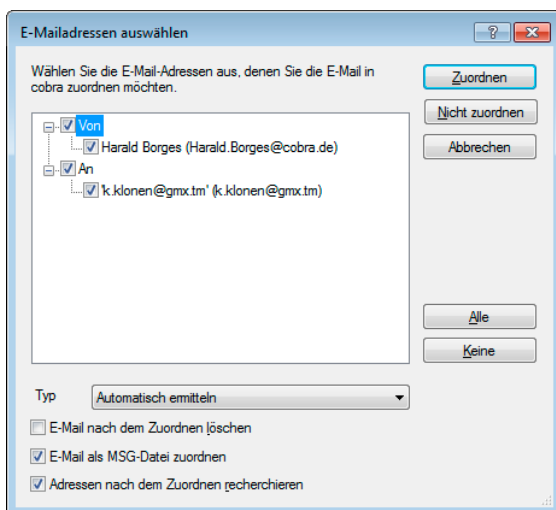 E-Mailadressen auswählen
Wählen Sie die E-Mail-Adressen aus, denen Sie die E-Mail in
cobra zuordnen möchten.
Zuordnen
Nicht zuordnen
Abbrechen
Von
Harald Borges (Harald.Borges@cobra.de)
An
'k.klonen@gmx.tm' (k.klonen@gmx.tm)
Alle
Keine
Typ Automatisch ermitteln
E-Mail nach dem Zuordnen löschen
E-Mail als MSG-Datei zuordnen
Adressen nach dem Zuordnen recherchieren